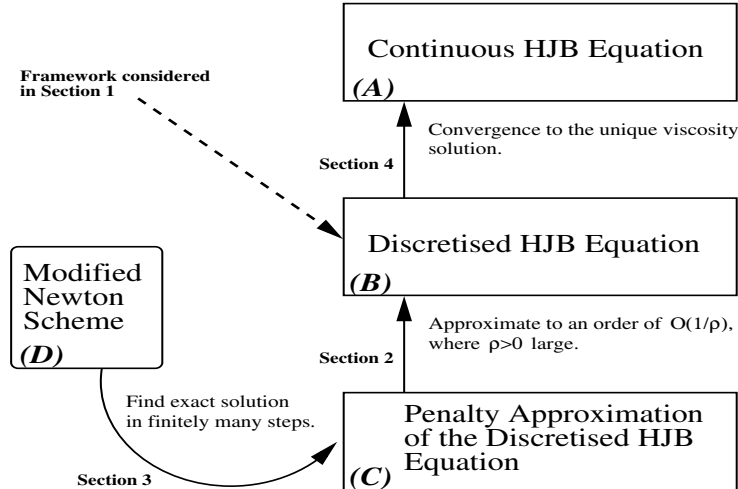 Continuous HJB Equation
(A)
Framework considered
in Section 1
Convergence to the unique viscosity
solution.
Section 4
Discretised HJB Equation
(B)
Modified
Newton
Scheme
(D)
Approximate to an order of O(1/ρ),
where ρ>0 large.
Section 2
Find exact solution
in finitely many steps.
Section 3
Penalty Approximation
of the Discretised HJB
Equation
(C)